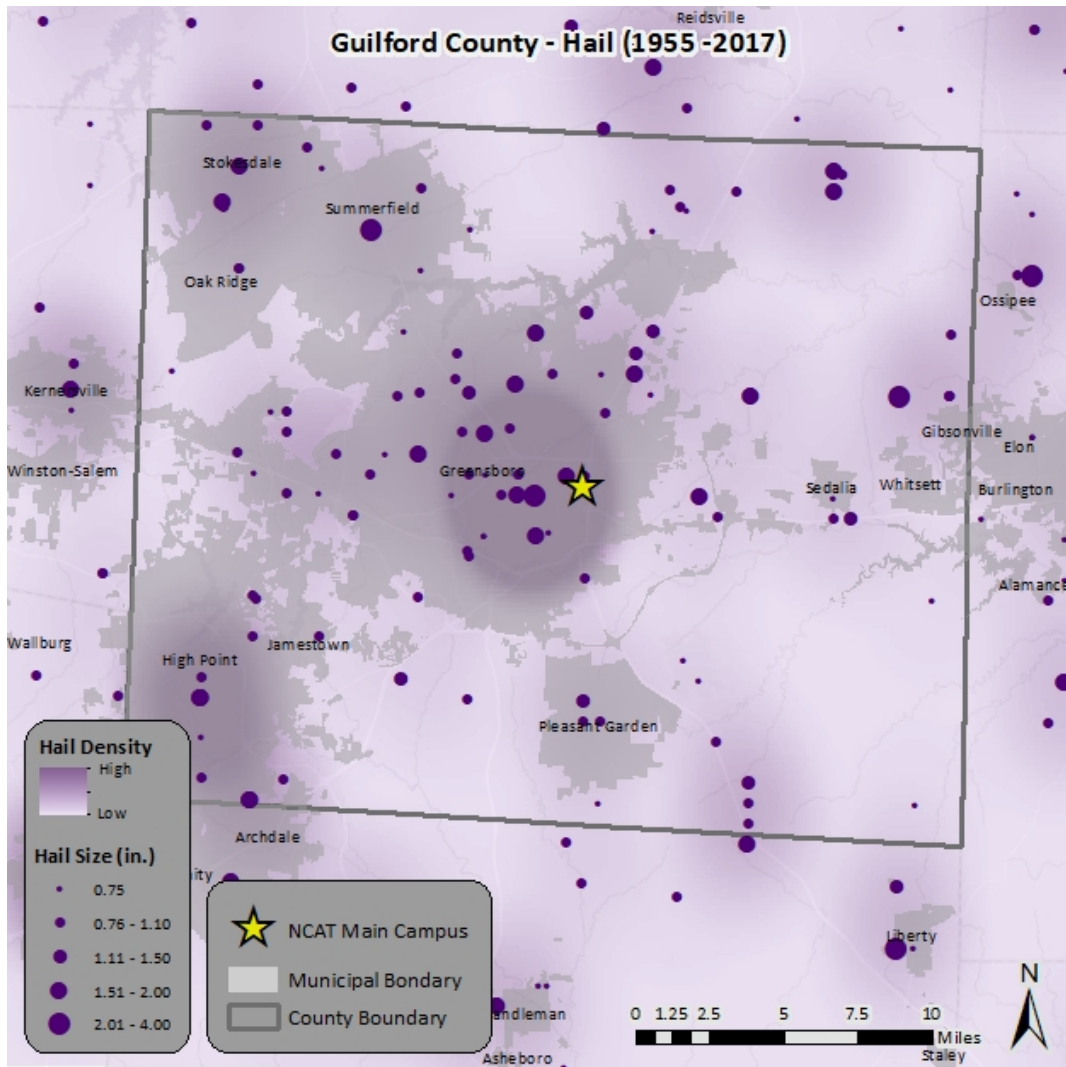 Reidsville
Guilford County - Hail (1955 -2017)
Stokesdale
Summerfield
Oak Ridge
Ossipee
Kernersville
Gibsonville
Elon
Winston-Salem
Greensboro
Sedalia
Whitsett
Burlington
Alamance
Wallburg
Jamestown
High Point
Pleasant Garden
Hail Density
High
Low
Archdale
Hail Size (in.)
0.75
0.76 - 1.10
1.11 - 1.50
1.51 - 2.00
2.01 - 4.00
ity
NCAT Main Campus
Municipal Bondary
County Boundary
Liberty
andleman
Asheboro
N
0 1.25 2.5 5 7.5 10
Miles
Staley